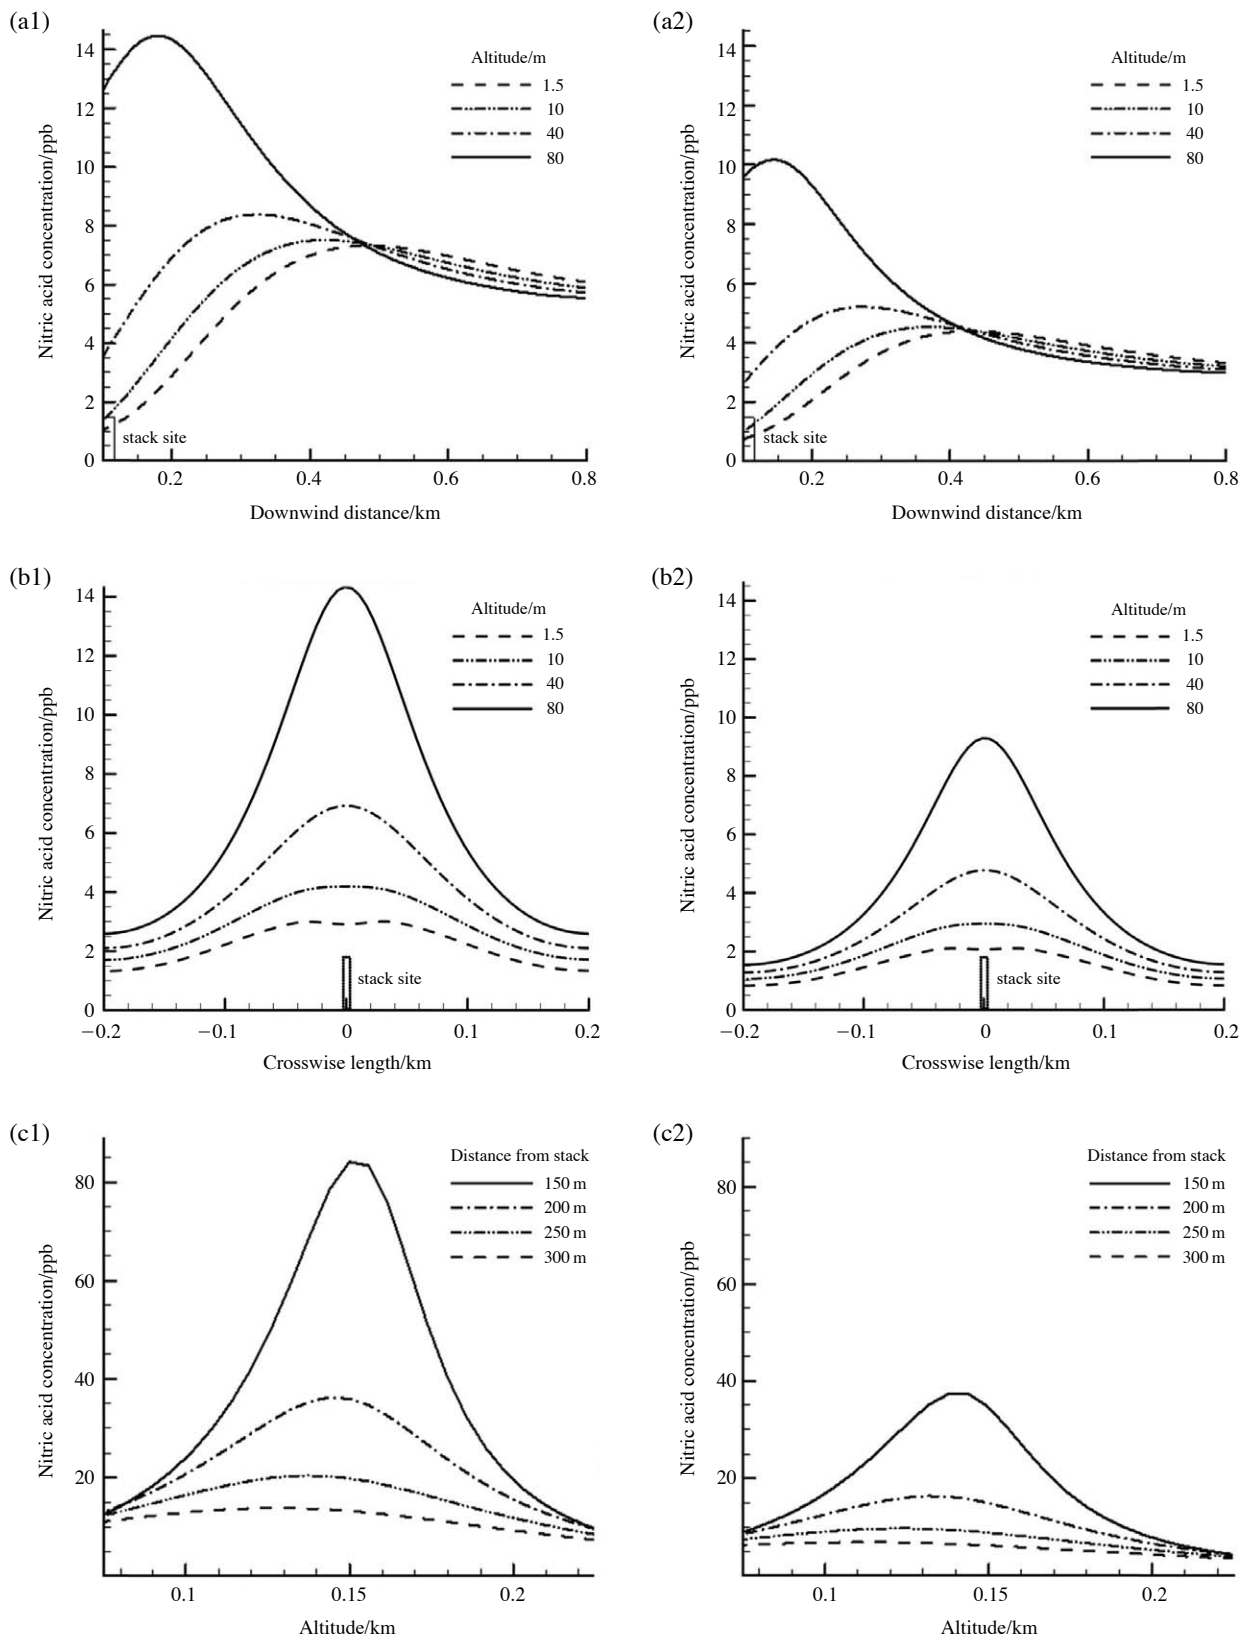 (a1)
Nitric acid concentration/ppb
14
12
10
8
6
4
2
0
Altitude/m
1.5
10
40
80
stack site
0.2 0.4 0.6 0.8
Downwind distance/km
(a2)
Nitric acid concentration/ppb
14
12
10
8
6
4
2
0
Altitude/m
1.5
10
40
80
stack site
0.2 0.4 0.6 0.8
Downwind distance/km
(b1)
Nitric acid concentration/ppb
14
12
10
8
6
4
2
0
Altitude/m
1.5
10
40
80
stack site
−0.2 −0.1 0 0.1 0.2
Crosswise length/km
(b2)
Nitric acid concentration/ppb
14
12
10
8
6
4
2
0
Altitude/m
1.5
10
40
80
stack site
−0.2 −0.1 0 0.1 0.2
Crosswise length/km
(c1)
Nitric acid concentration/ppb
80
60
40
20
Distance from stack
150 m
200 m
250 m
300 m
0.1 0.15 0.2
Altitude/km
(c2)
Nitric acid concentration/ppb
80
60
40
20
Distance from stack
150 m
200 m
250 m
300 m
0.1 0.15 0.2
Altitude/km